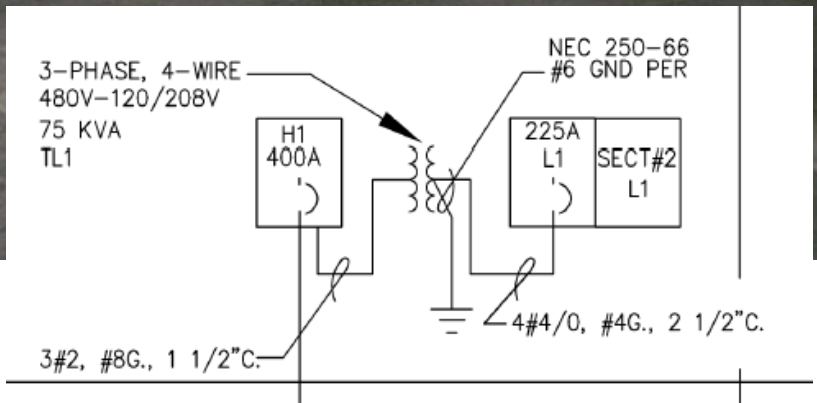 3-PHASE, 4-WIRE
480V-120/208V
75 KVA
TL1
H1
400A
NEC 250-66
#6 GND PER
225A
L1
SECT#2
L1
3#2, #8G., 1 1/2"C.
4#4/0, #4G., 2 1/2"C.